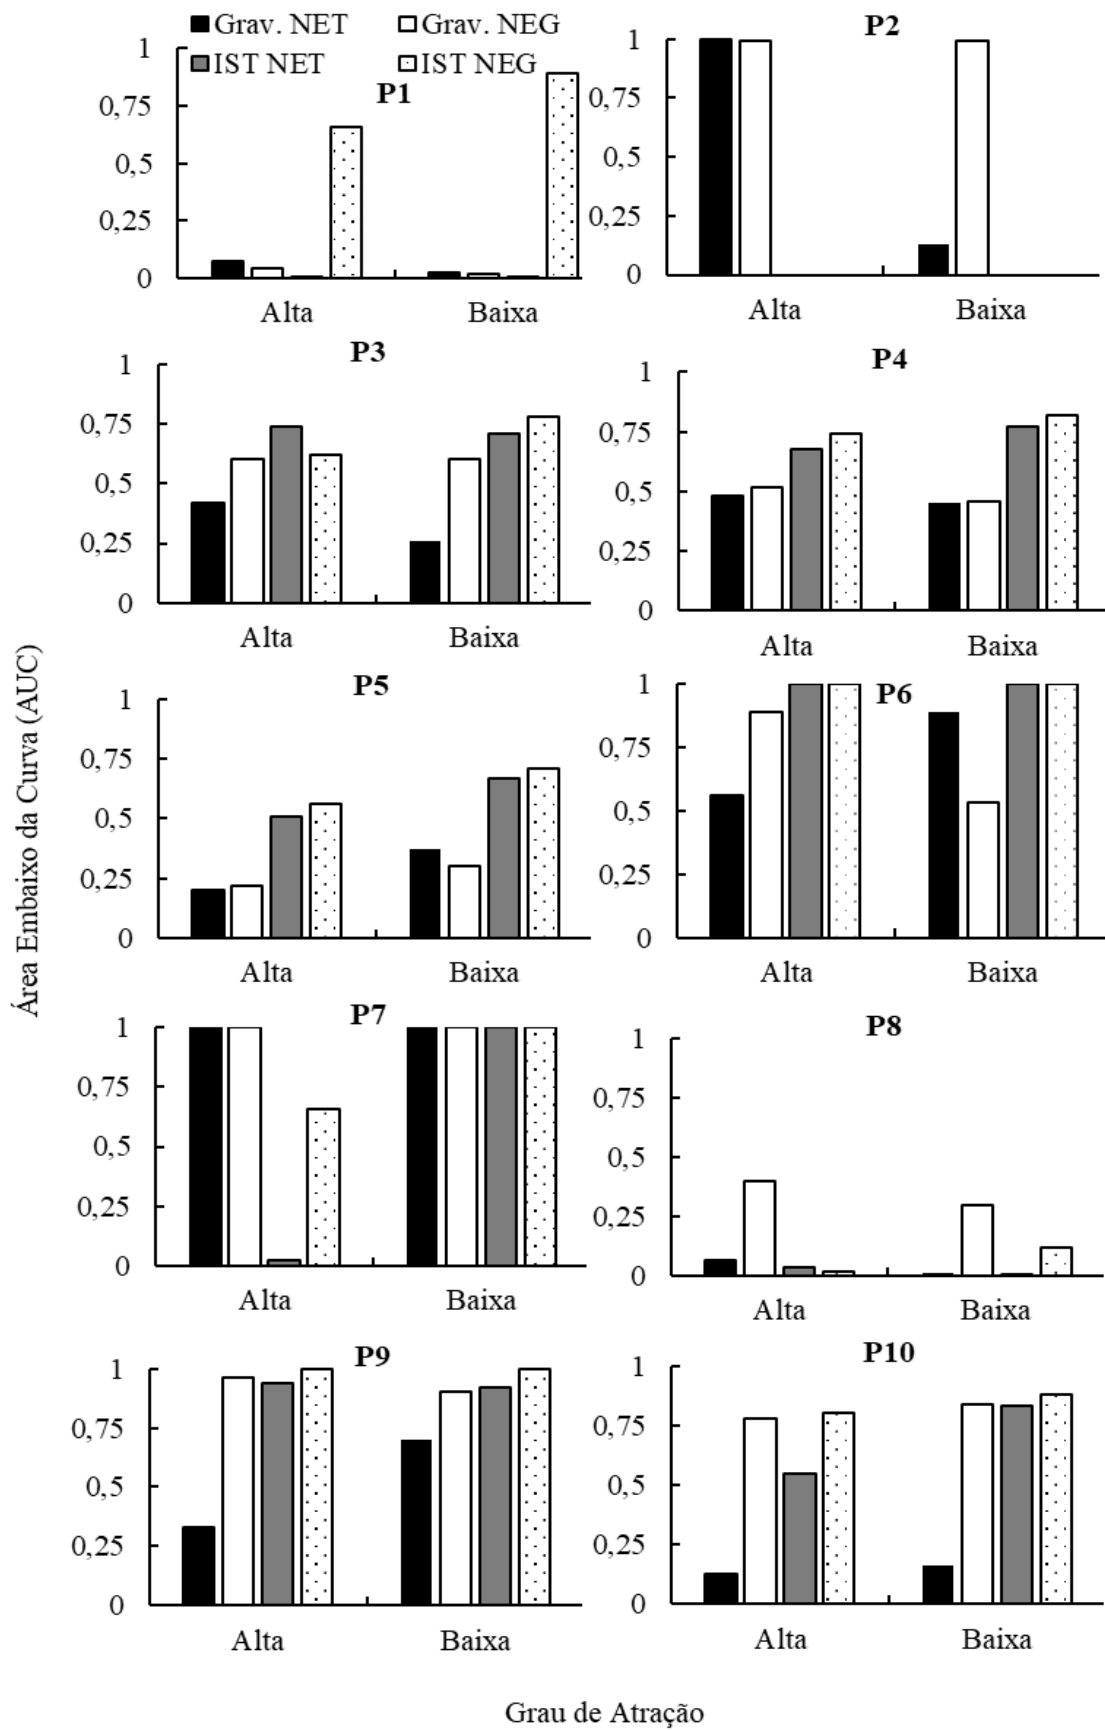 Grav. NET Grav. NEG
IST NET IST NEG
P1
1
0,75
0,5
0,25
0
Alta Baixa
P2
1
0,75
0,5
0,25
0
Alta Baixa
P3
1
0,75
0,5
0,25
0
Alta Baixa
P4
1
0,75
0,5
0,25
0
Alta Baixa
Área Embaixo da Curva (AUC)
P5
1
0,75
0,5
0,25
0
Alta Baixa
P6
1
0,75
0,5
0,25
0
Alta Baixa
P7
1
0,75
0,5
0,25
0
Alta Baixa
P8
1
0,75
0,5
0,25
0
Alta Baixa
P9
1
0,75
0,5
0,25
0
Alta Baixa
P10
1
0,75
0,5
0,25
0
Alta Baixa
Grau de Atração